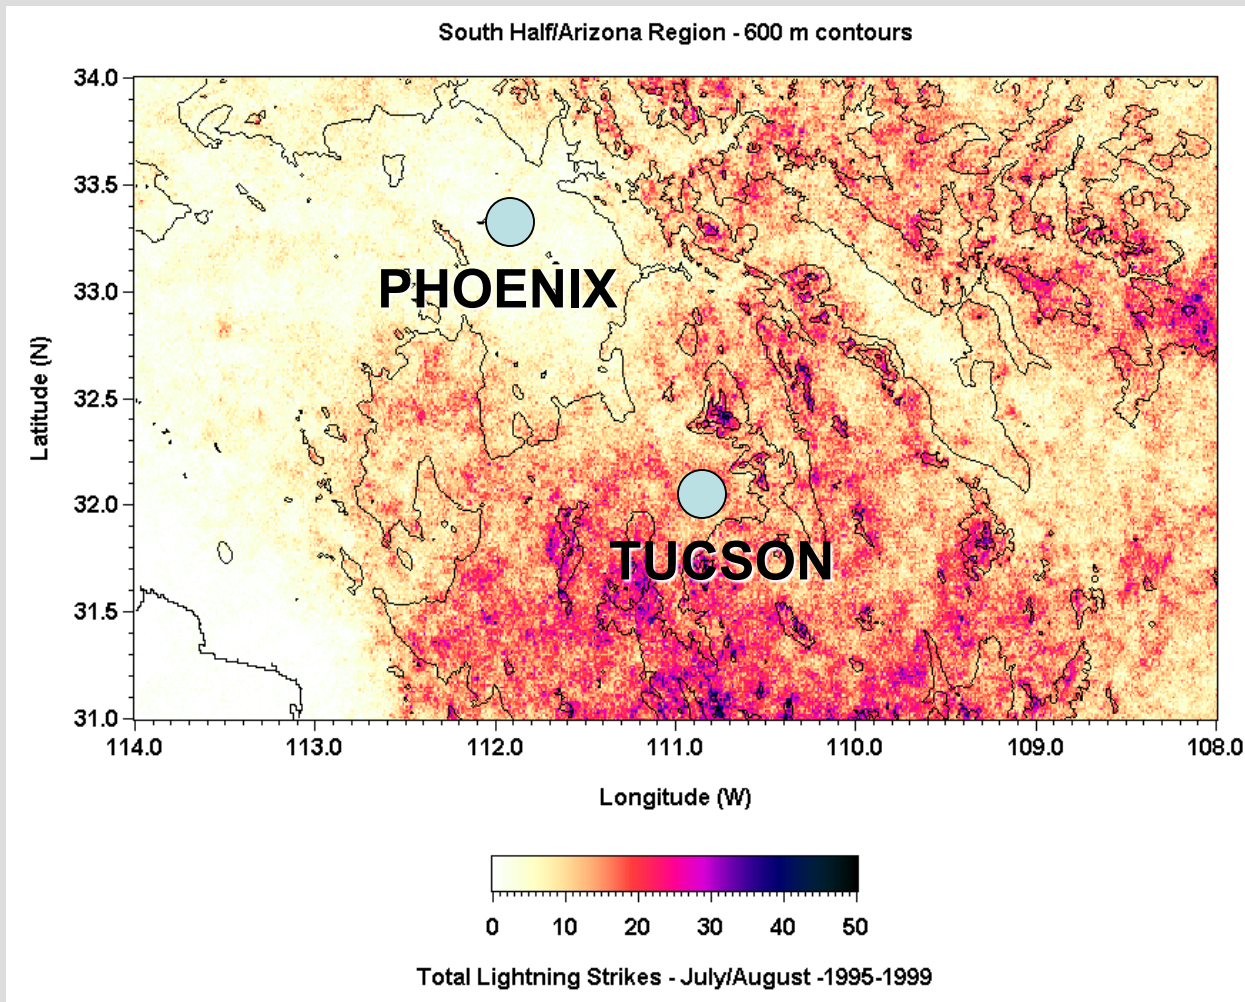 South Half/Arizona Region - 600 m contours
34.0
33.5
33.0
32.5
32.0
31.5
31.0
Latitude (N)
PHOENIX
TUCSON
114.0 113.0 112.0 111.0 110.0 109.0 108.0
Longitude (W)
0 10 20 30 40 50
Total Lightning Strikes - July/August -1995-1999